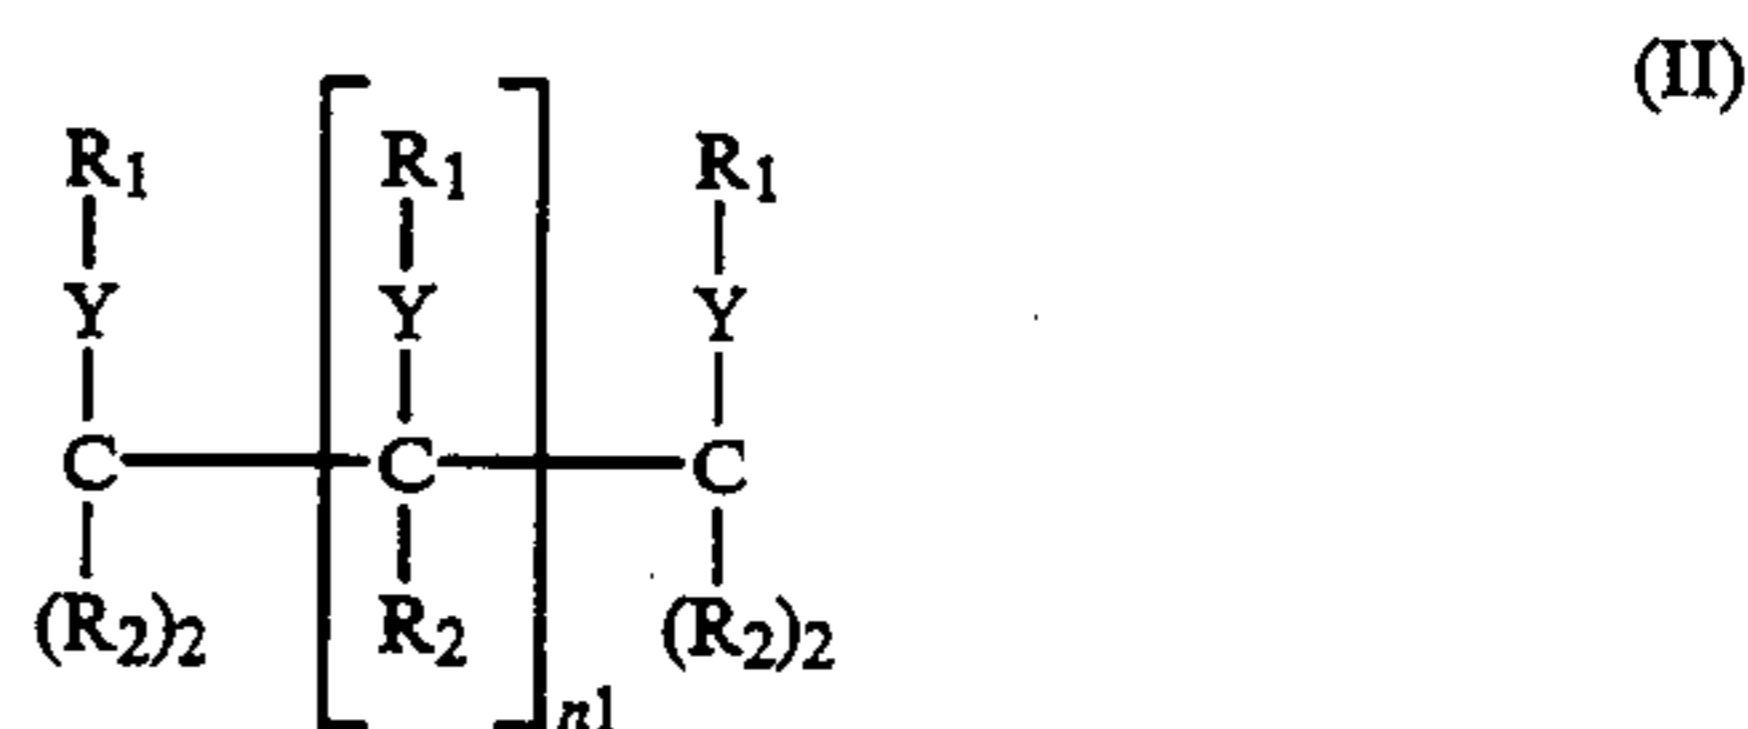 (II)
R1 R1 R1
Y Y Y
C C C
(R2)2 R2 (R2)2
n1